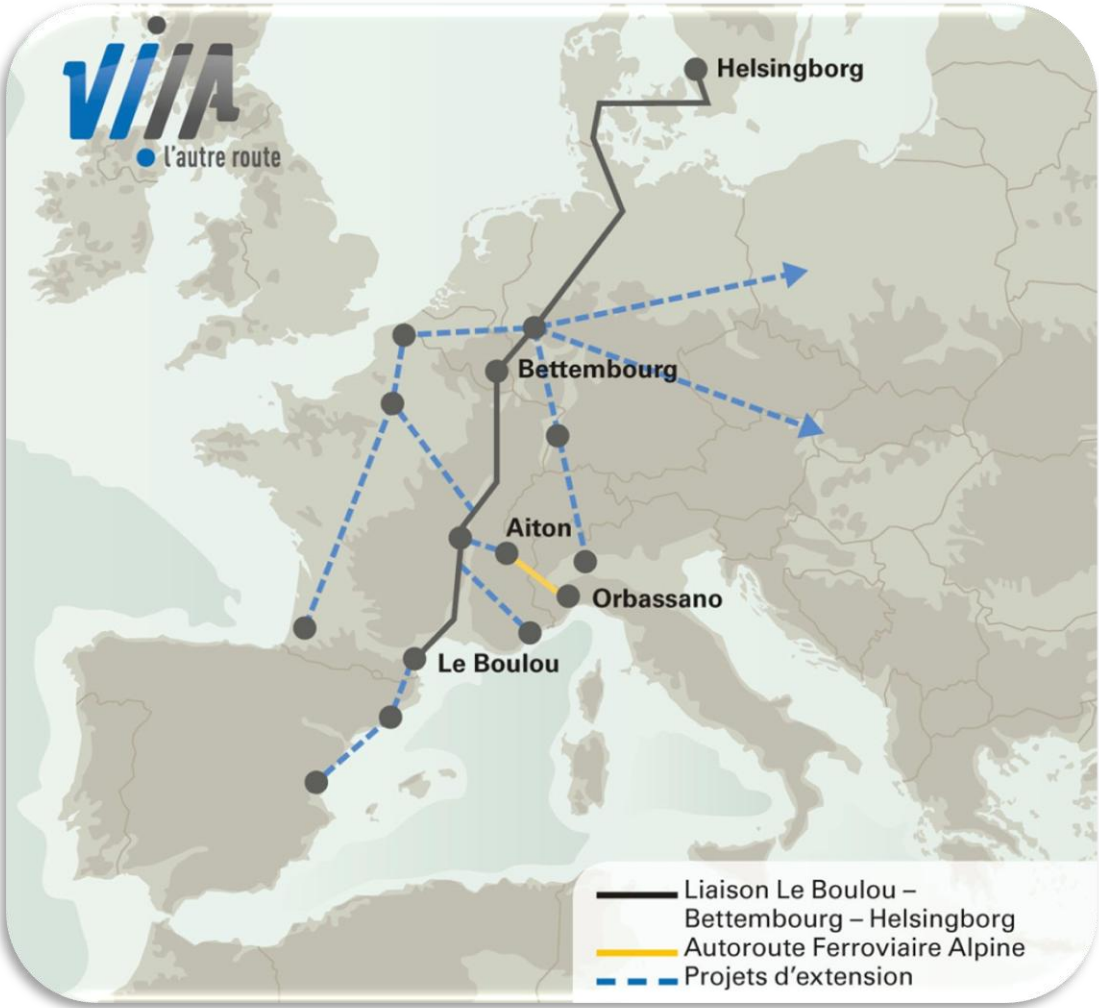 VIIA
l'autre route
Helsingborg
Bettembourg
Aiton
Orbassano
Le Boulou
Liaison Le Boulou –
Bettembourg – Helsingborg
Autoroute Ferroviaire Alpine
Projets d'extension